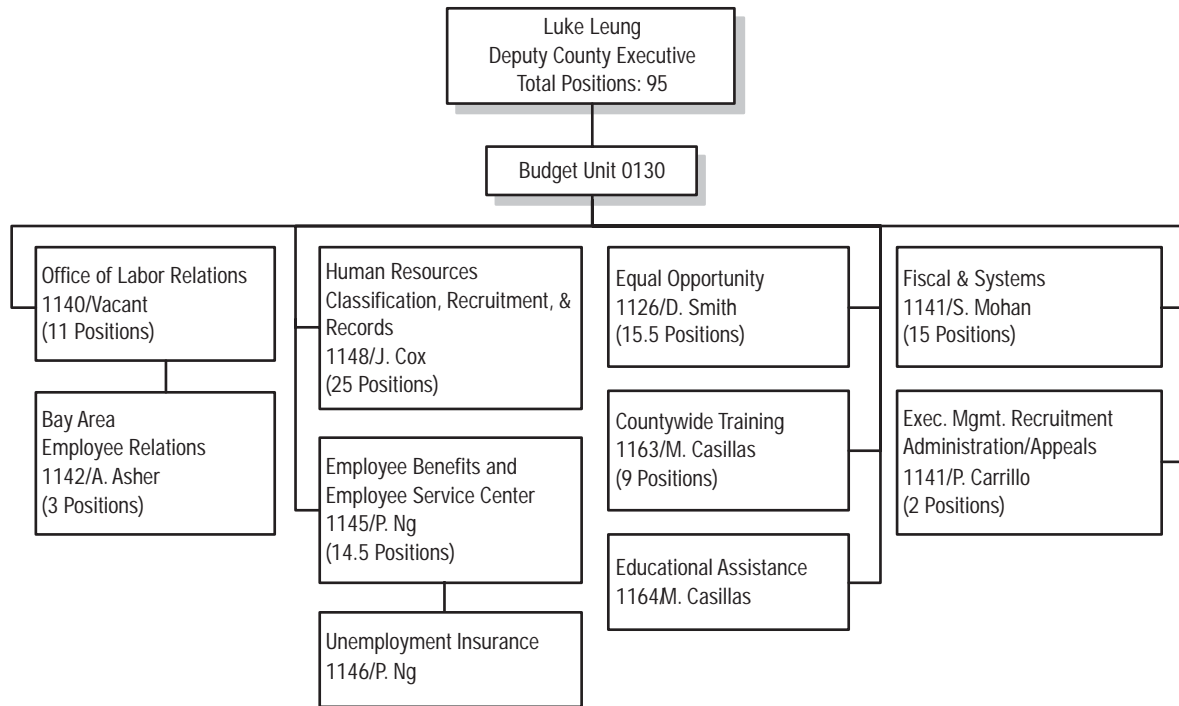 Luke Leung
Deputy County Executive
Total Positions: 95
Budget Unit 0130
Office of Labor Relations
1140/Vacant
(11 Positions)
Bay Area
Employee Relations
1142/A. Asher
(3 Positions)
Human Resources
Classification, Recruitment, &
Records
1148/J. Cox
(25 Positions)
Employee Benefits and
Employee Service Center
1145/P. Ng
(14.5 Positions)
Unemployment Insurance
1146/P. Ng
Equal Opportunity
1126/D. Smith
(15.5 Positions)
Countywide Training
1163/M. Casillas
(9 Positions)
Educational Assistance
1164/M. Casillas
Fiscal & Systems
1141/S. Mohan
(15 Positions)
Exec. Mgmt. Recruitment
Administration/Appeals
1141/P. Carrillo
(2 Positions)